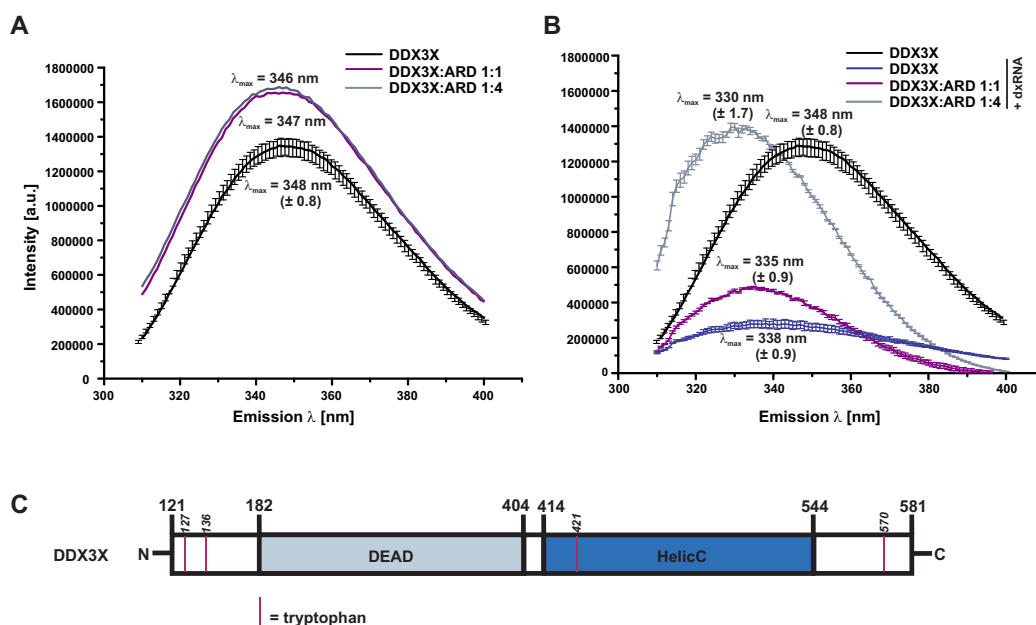 A
DDX3X
DDX3X:ARD 1:1
DDX3X:ARD 1:4
λmax = 346 nm
λmax = 347 nm
λmax = 348 nm
(± 0.8)
Intensity [a.u.]
1800000
1600000
1400000
1200000
1000000
800000
600000
400000
200000
0
300 320 340 360 380 400
Emission λ [nm]
B
DDX3X
DDX3X
DDX3X:ARD 1:1
DDX3X:ARD 1:4
+ dxRNA
λmax = 330 nm
(± 1.7)
λmax = 348 nm
(± 0.8)
λmax = 335 nm
(± 0.9)
λmax = 338 nm
(± 0.9)
1800000
1600000
1400000
1200000
1000000
800000
600000
400000
200000
0
300 320 340 360 380 400
Emission λ [nm]
C
121 127 136 182 404 414 421 544 570 581
DDX3X N DEAD HelicC C
= tryptophan